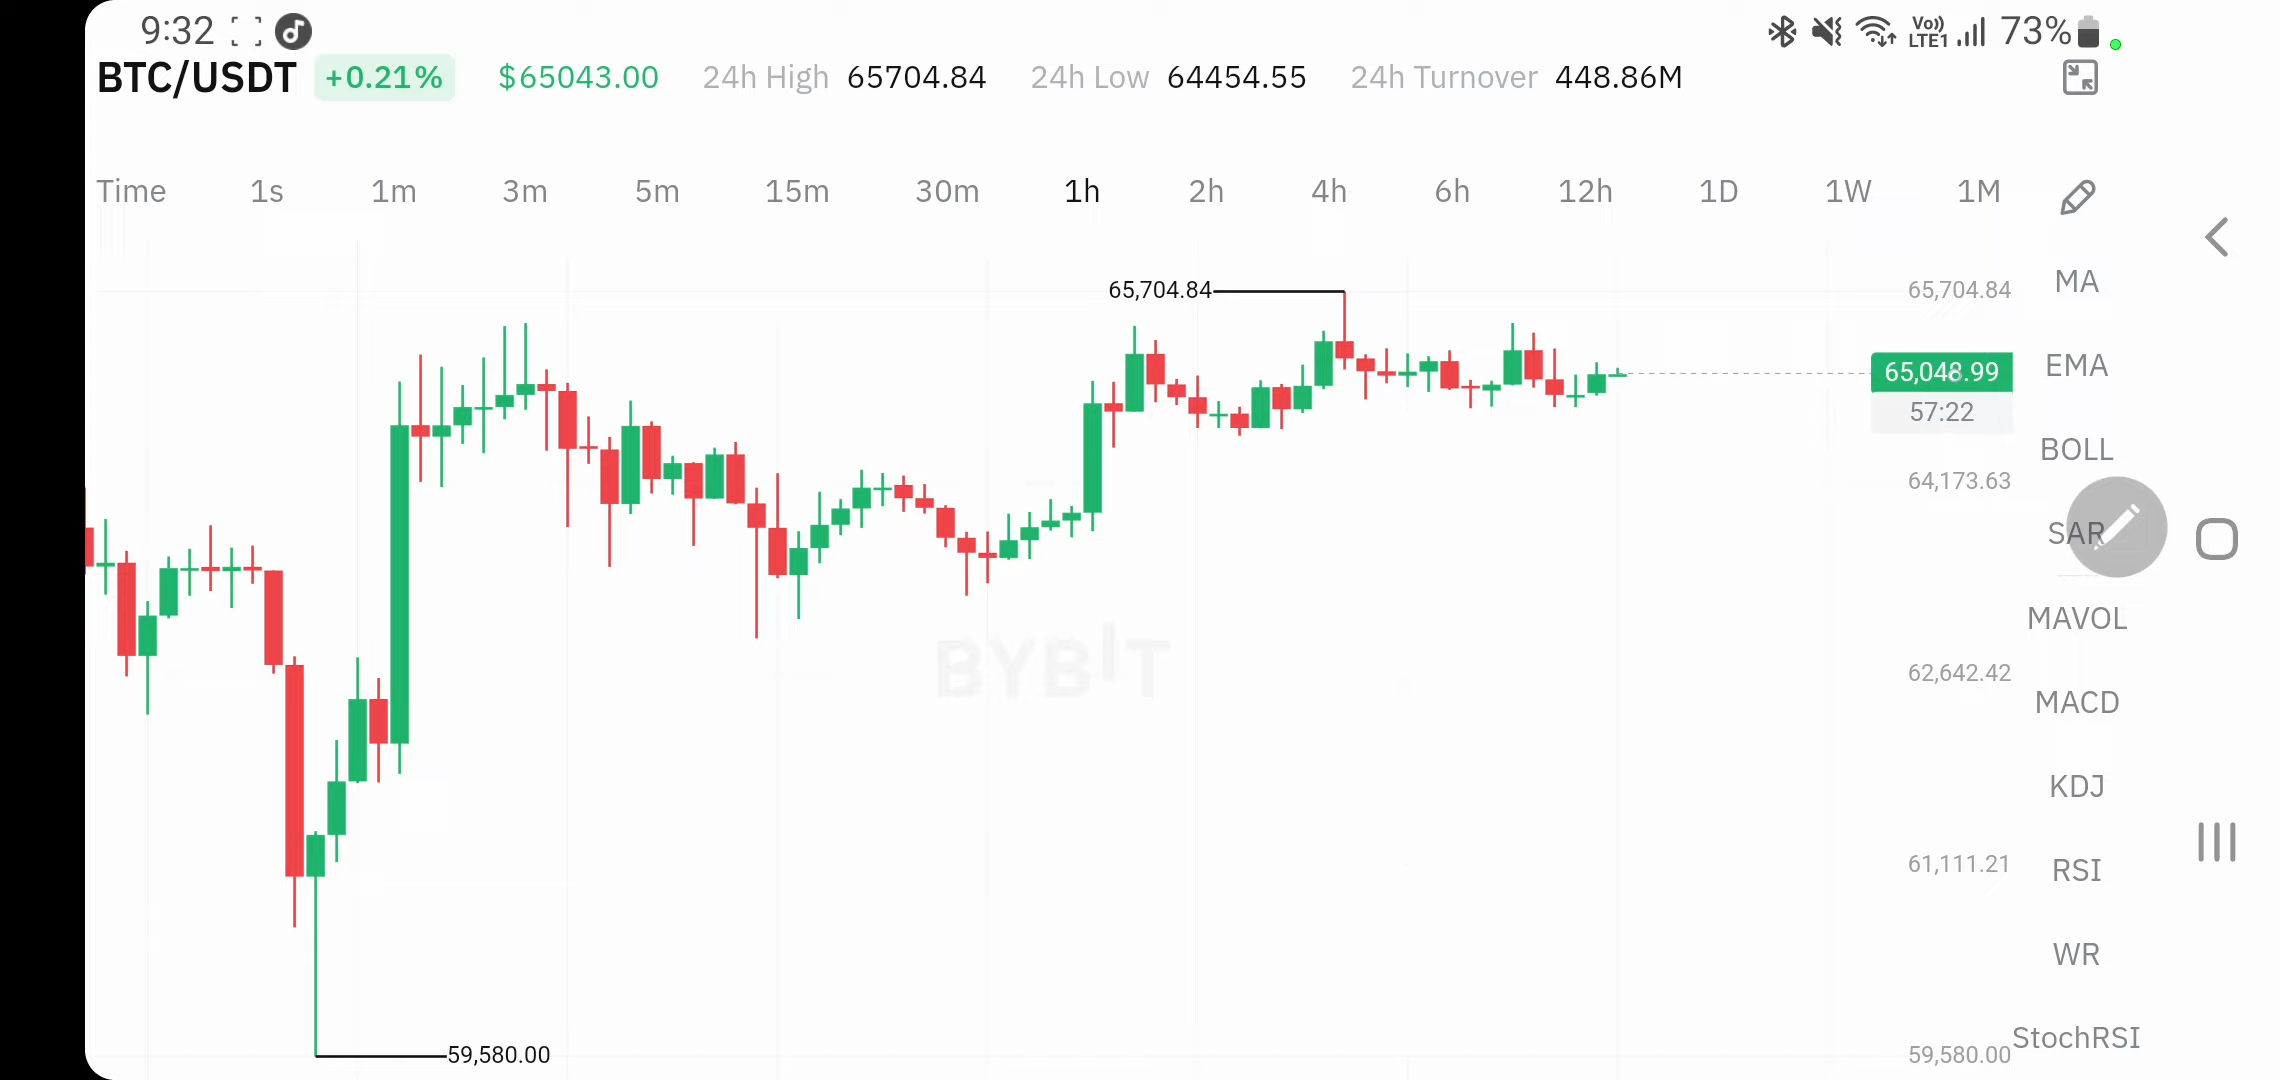 9:32 Vo)) LTE1 73%
BTC/USDT +0.21% $65043.00 24h High 65704.84 24h Low 64454.55 24h Turnover 448.86M
Time 1s 1m 3m 5m 15m 30m 1h 2h 4h 6h 12h 1D 1W 1M
MA
65,704.84 65,704.84
EMA
65,048.99
57:22
BOLL
64,173.63
SAR
MAVOL
BYBIT
62,642.42
MACD
KDJ
61,111.21
RSI
WR
StochRSI
59,580.00 59,580.00